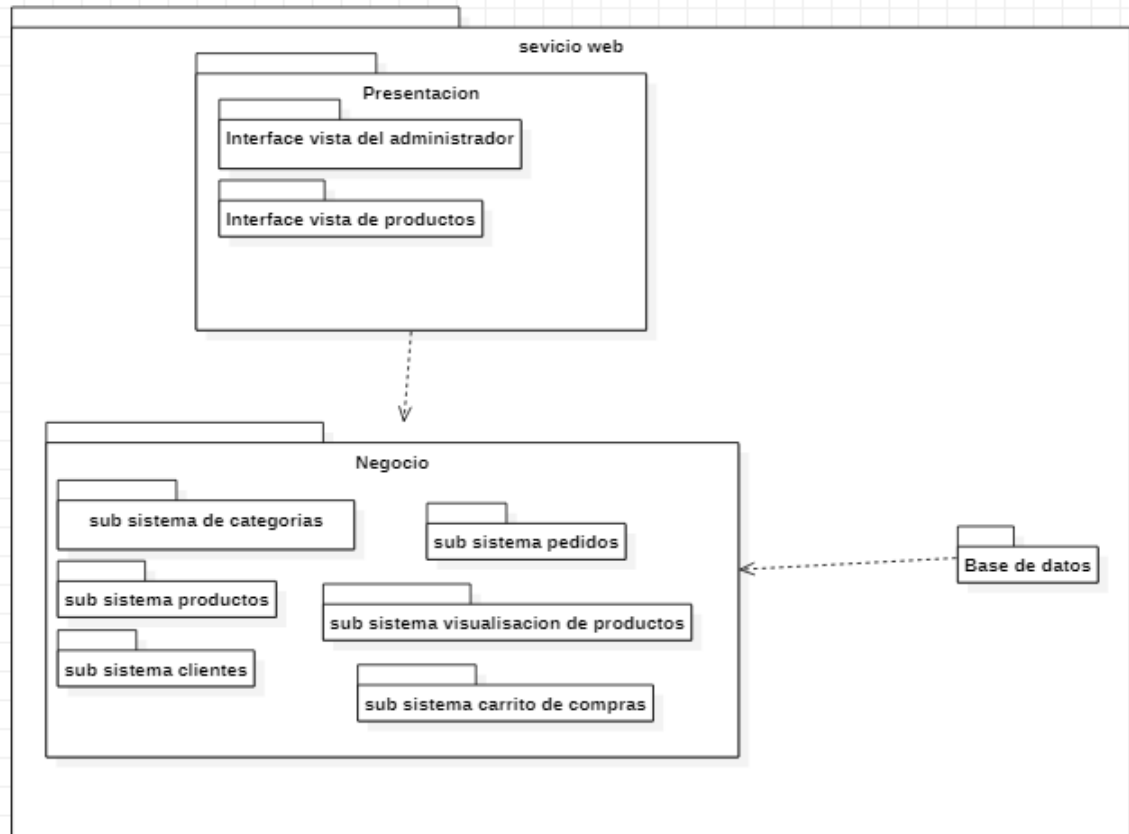 sevicio web
Presentacion
Interface vista del administrador
Interface vista de productos
Negocio
sub sistema de categorias
sub sistema pedidos
sub sistema productos
sub sistema visualisacion de productos
sub sistema clientes
sub sistema carrito de compras
Base de datos